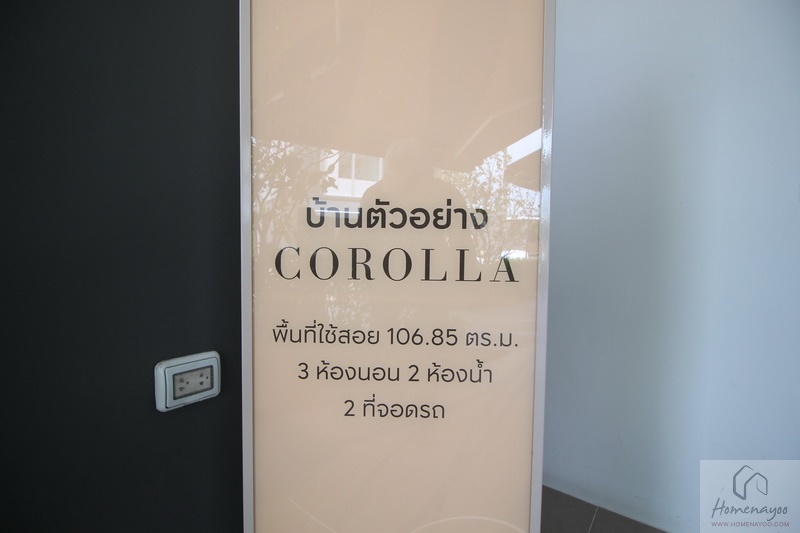 บ้านตัวอย่าง
COROLLA
พื้นที่ใช้สอย 106.85 ตร.ม.
3 ห้องนอน 2 ห้องน้ำ
2 ที่จอดรถ
Homenayoo
WWW.HOMENAYOO.COM